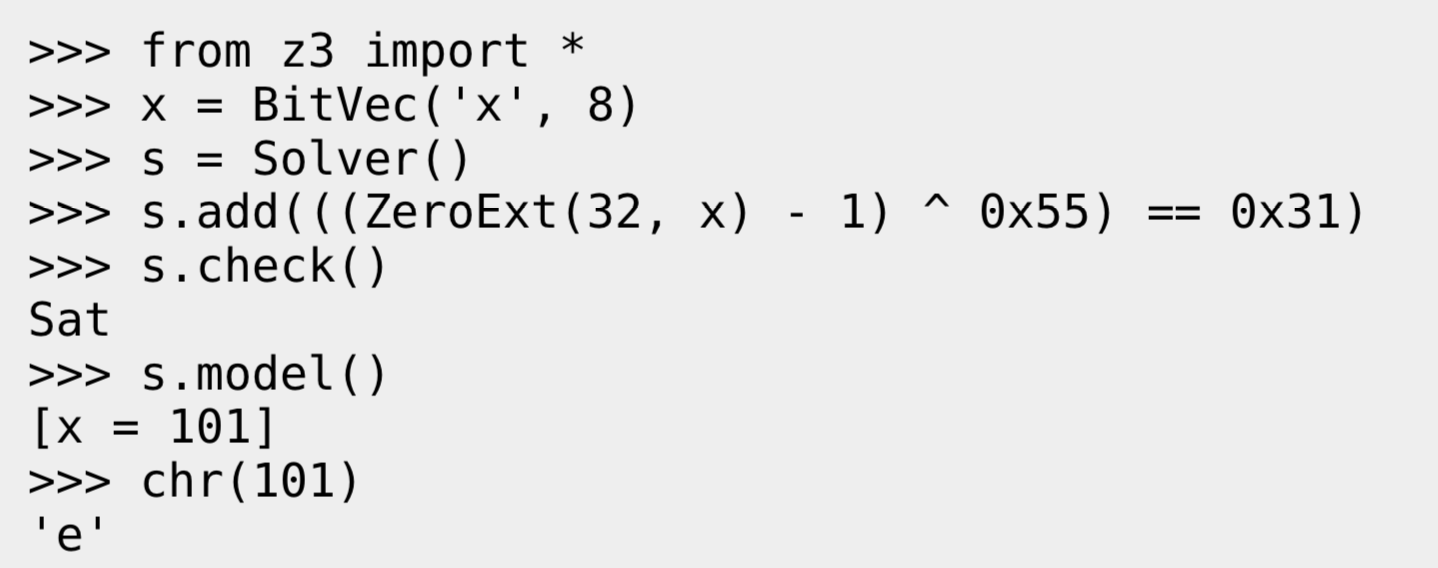 >>> from z3 import *
>>> x = BitVec('x', 8)
>>> s = Solver()
>>> s.add(((ZeroExt(32, x) - 1) ^ 0x55) == 0x31)
>>> s.check()
Sat
>>> s.model()
[x = 101]
>>> chr(101)
'e'